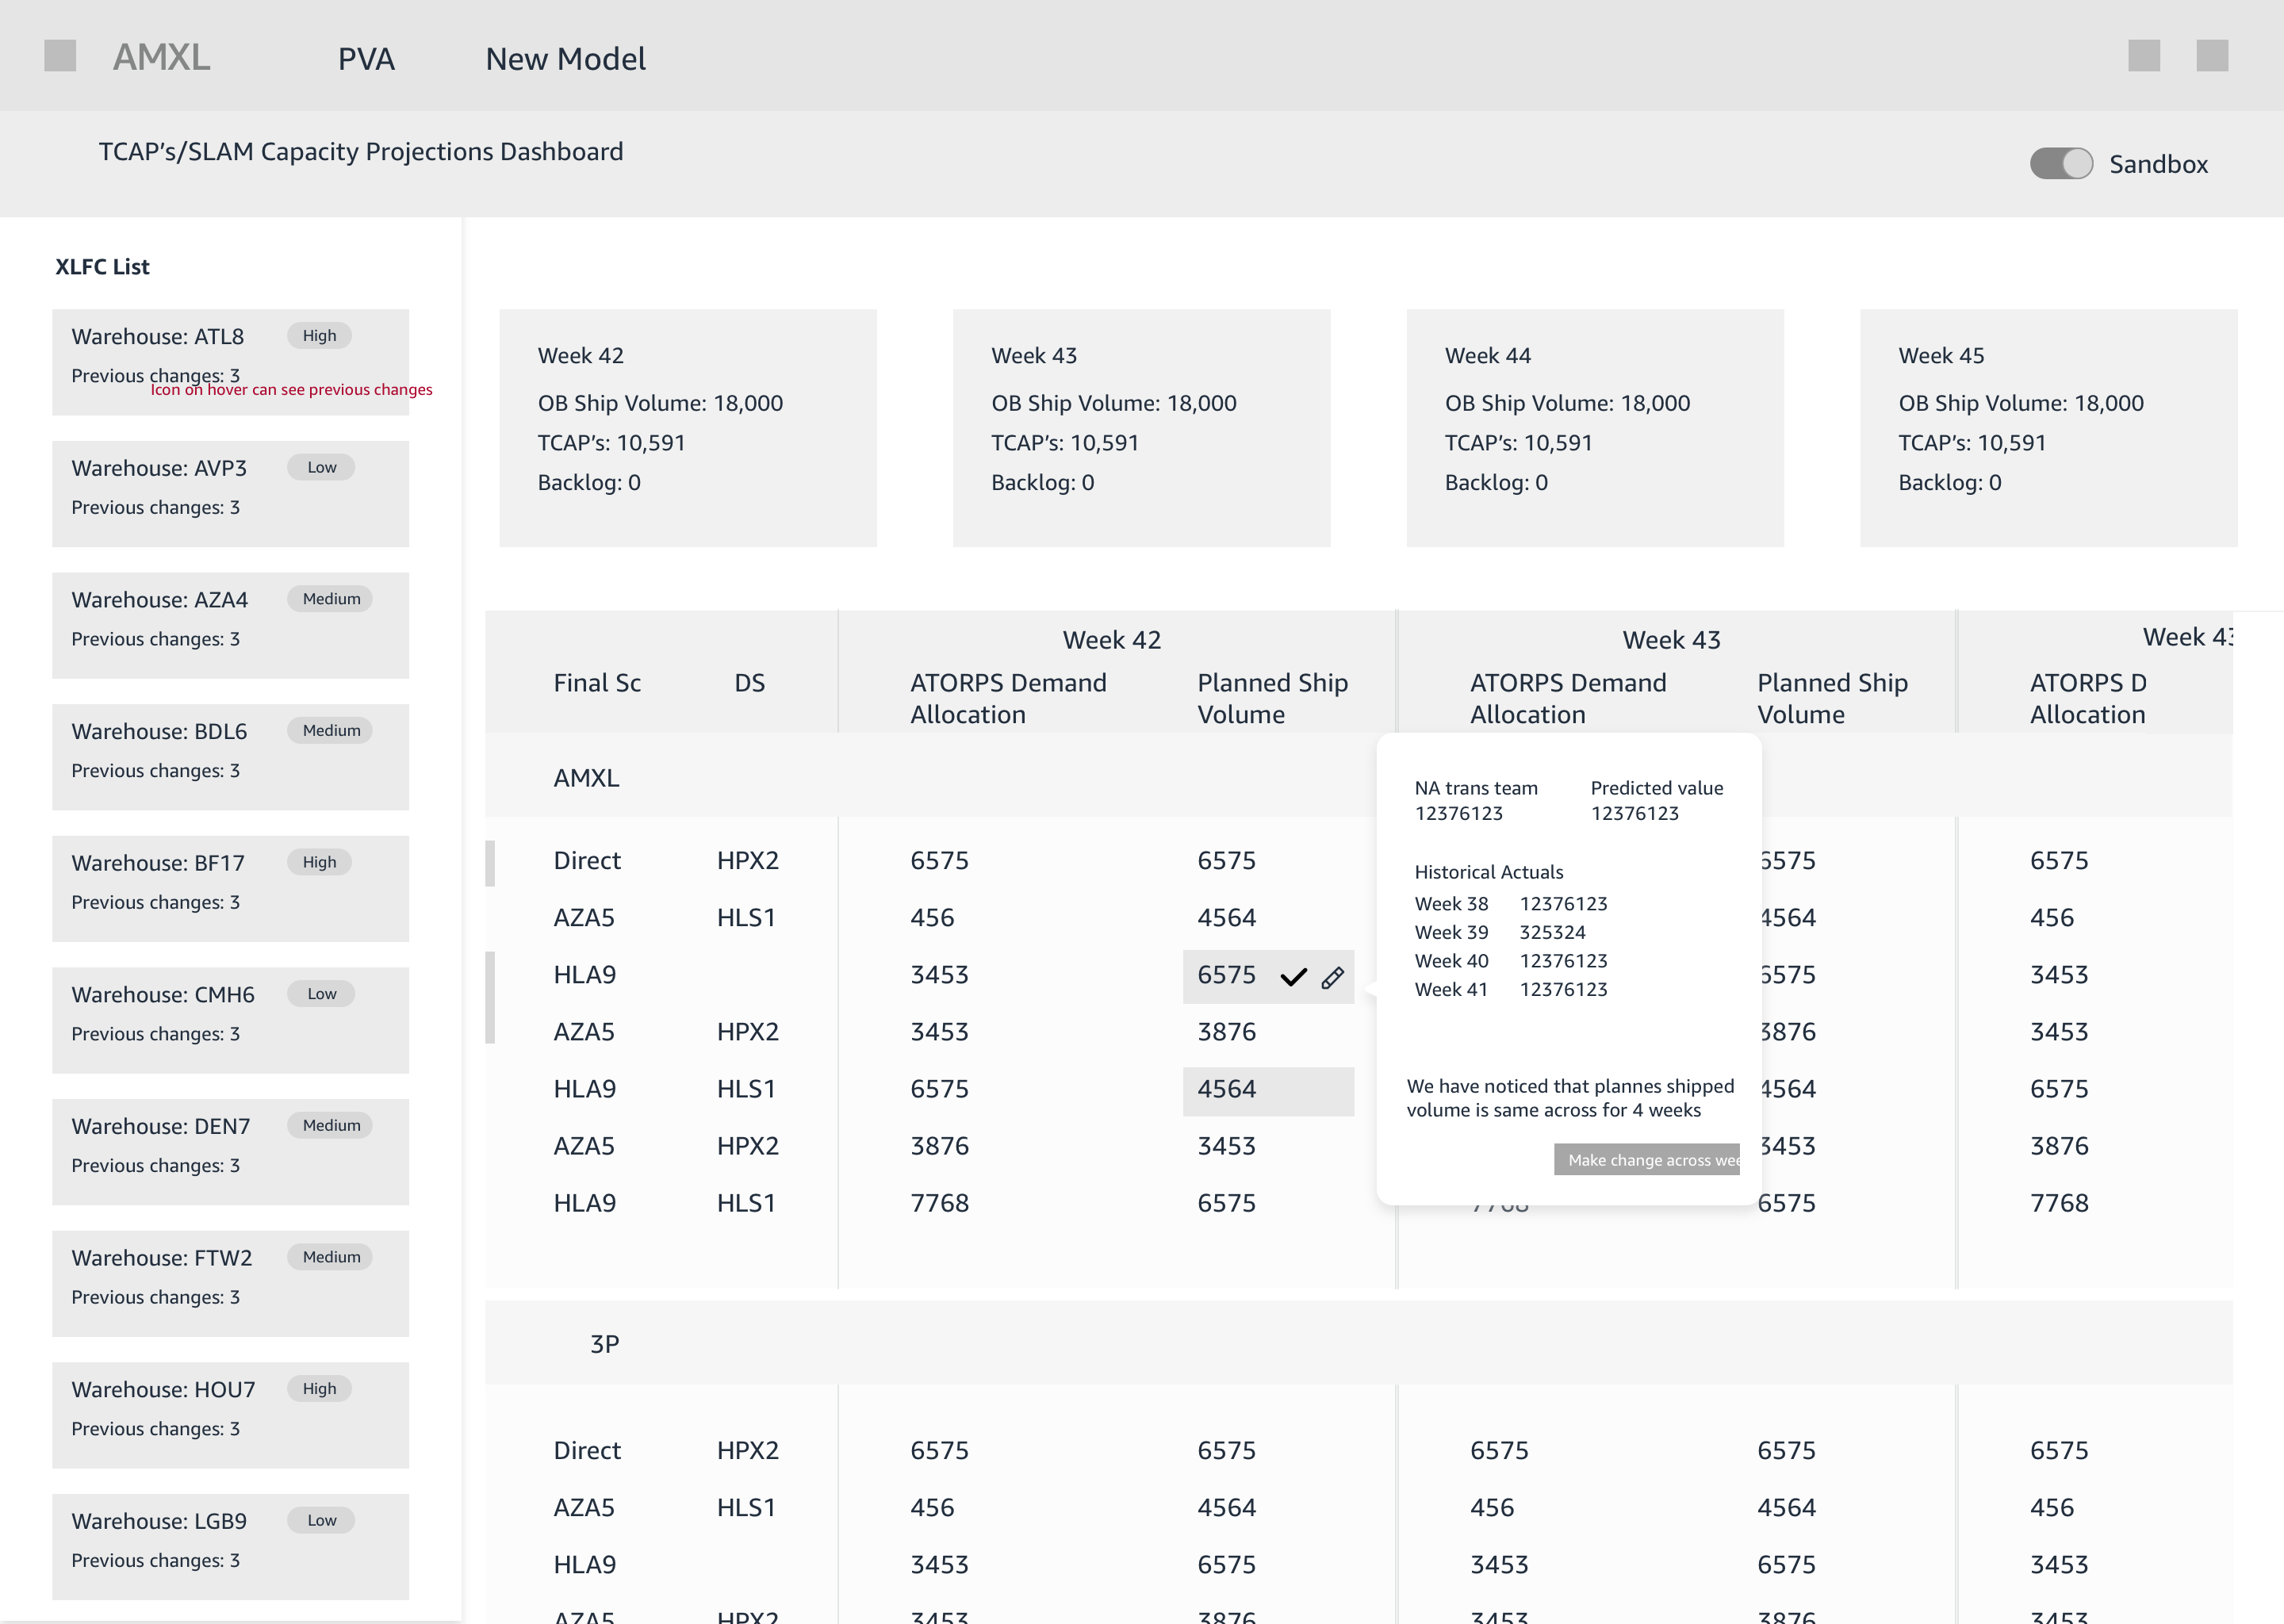 AMXL PVA New Model
TCAP’s/SLAM Capacity Projections Dashboard
Sandbox
XLFC List
Warehouse: ATL8 High
Previous changes: 3
Icon on hover can see previous changes
Warehouse: AVP3 Low
Previous changes: 3
Warehouse: AZA4 Medium
Previous changes: 3
Warehouse: BDL6 Medium
Previous changes: 3
Warehouse: BF17 High
Previous changes: 3
Warehouse: CMH6 Low
Previous changes: 3
Warehouse: DEN7 Medium
Previous changes: 3
Warehouse: FTW2 Medium
Previous changes: 3
Warehouse: HOU7 High
Previous changes: 3
Warehouse: LGB9 Low
Previous changes: 3
Week 42
OB Ship Volume: 18,000
TCAP’s: 10,591
Backlog: 0
Week 43
OB Ship Volume: 18,000
TCAP’s: 10,591
Backlog: 0
Week 44
OB Ship Volume: 18,000
TCAP’s: 10,591
Backlog: 0
Week 45
OB Ship Volume: 18,000
TCAP’s: 10,591
Backlog: 0
Week 42 Week 43 Week 43
Final Sc DS ATORPS Demand Planned Ship ATORPS Demand Planned Ship ATORPS D
Allocation Volume Allocation Volume Allocation
AMXL
Direct HPX2 6575 6575 6575 6575
AZA5 HLS1 456 4564 4564 456
HLA9 3453 6575 6575 3453
AZA5 HPX2 3453 3876 3876 3453
HLA9 HLS1 6575 4564 4564 6575
AZA5 HPX2 3876 3453 3453 3876
HLA9 HLS1 7768 6575 7768 6575 7768
NA trans team Predicted value
12376123 12376123
Historical Actuals
Week 38 12376123
Week 39 325324
Week 40 12376123
Week 41 12376123
We have noticed that plannes shipped
volume is same across for 4 weeks
Make change across wee
3P
Direct HPX2 6575 6575 6575 6575 6575
AZA5 HLS1 456 4564 456 4564 456
HLA9 3453 6575 3453 6575 3453
AZA5 HPX2 3453 3876 3453 3876 3453